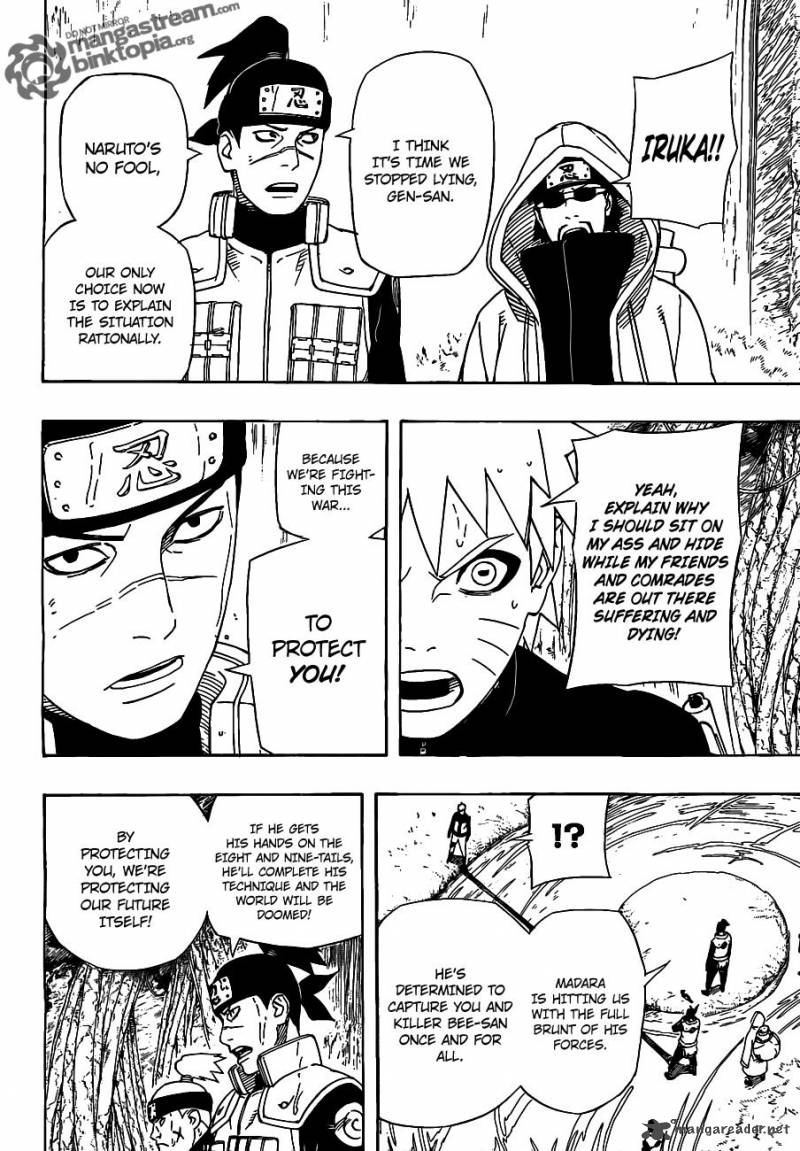 IRUKA!!
I THINK
IT'S TIME WE
STOPPED LYING,
GEN-SAN.
NARUTO'S
NO FOOL,
OUR ONLY
CHOICE NOW
IS TO EXPLAIN
THE SITUATION
RATIONALLY.
忍
忍
YEAH,
EXPLAIN WHY
I SHOULD SIT ON
MY ASS AND HIDE
WHILE MY FRIENDS
AND COMRADES
ARE OUT THERE
SUFFERING AND
DYING!
BECAUSE
WE'RE FIGHT-
ING THIS
WAR...
TO
PROTECT
YOU!
忍
!?
MADARA
IS HITTING US
WITH THE FULL
BRUNT OF HIS
FORCES.
HE'S
DETERMINED TO
CAPTURE YOU AND
KILLER BEE-SAN
ONCE AND FOR
ALL.
IF HE GETS
HIS HANDS ON THE
EIGHT AND NINE-TAILS,
HE'LL COMPLETE HIS
TECHNIQUE AND THE
WORLD WILL BE
DOOMED!
BY
PROTECTING
YOU, WE'RE
PROTECTING
OUR FUTURE
ITSELF!
忍
忍
DO NOT MIRROR
mangastream.com
binktopia.org
mangareader.net